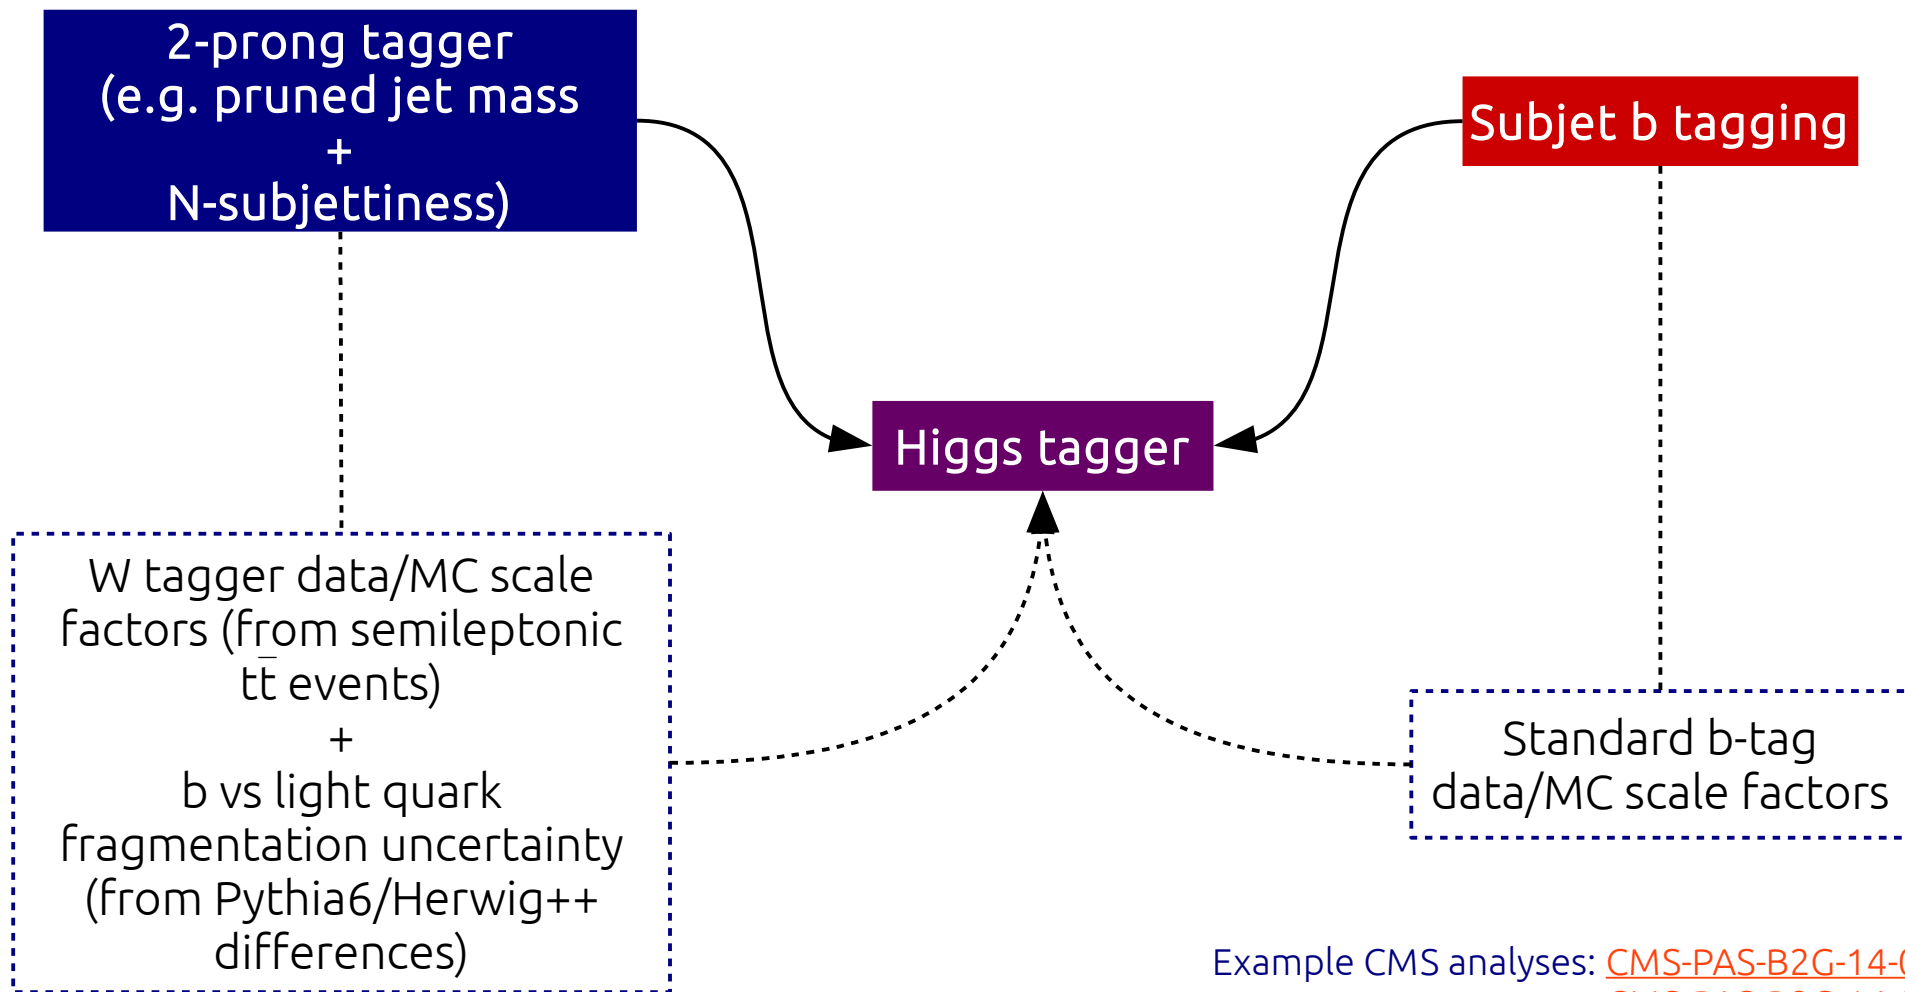 2-prong tagger
(e.g. pruned jet mass
+
N-subjettiness)
Subjet b tagging
Higgs tagger
W tagger data/MC scale
factors (from semileptonic
tt̅ events)
+
b vs light quark
fragmentation uncertainty
(from Pythia6/Herwig++
differences)
Standard b-tag
data/MC scale factors
Example CMS analyses: CMS-PAS-B2G-14-0